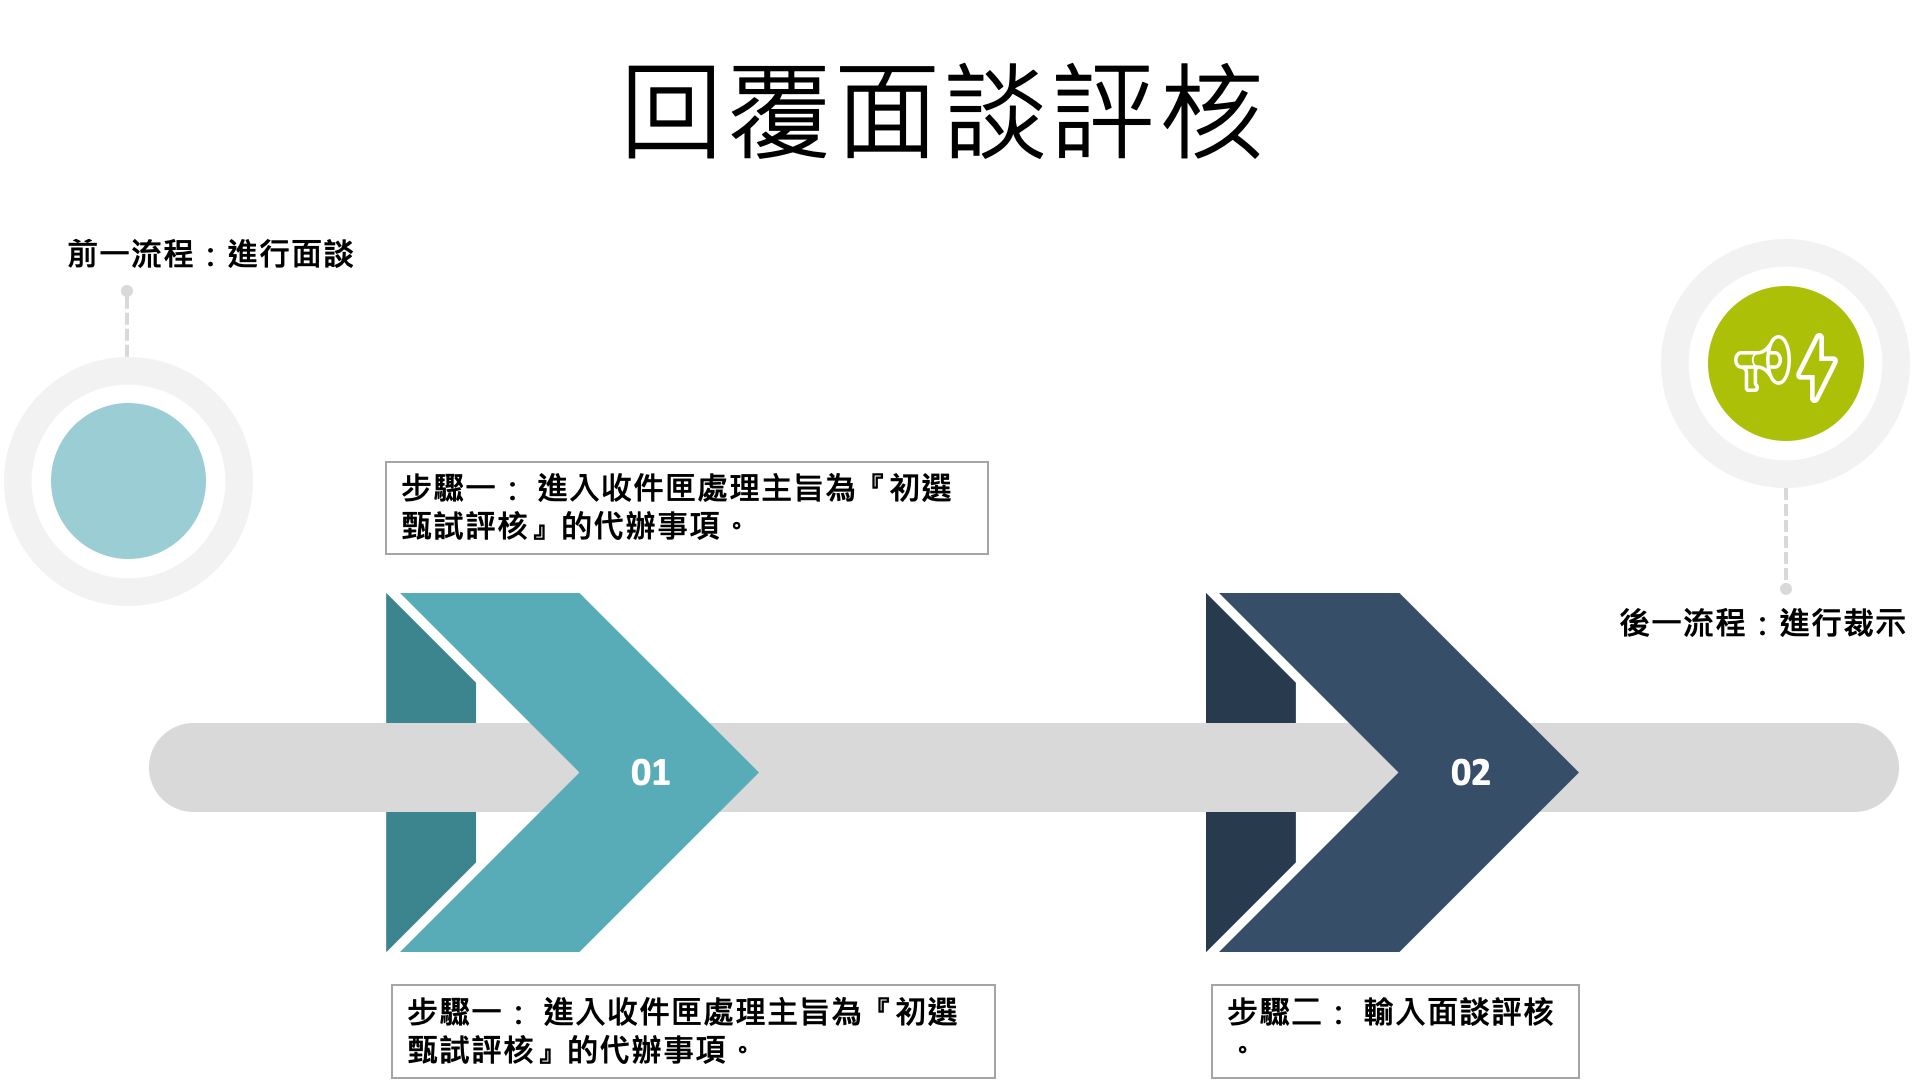 回覆面談評核
前一流程：進行面談
步驟一： 進入收件匣處理主旨為『初選
甄試評核』的代辦事項。
後一流程：進行裁示
01
02
步驟一： 進入收件匣處理主旨為『初選
甄試評核』的代辦事項。
步驟二： 輸入面談評核
。